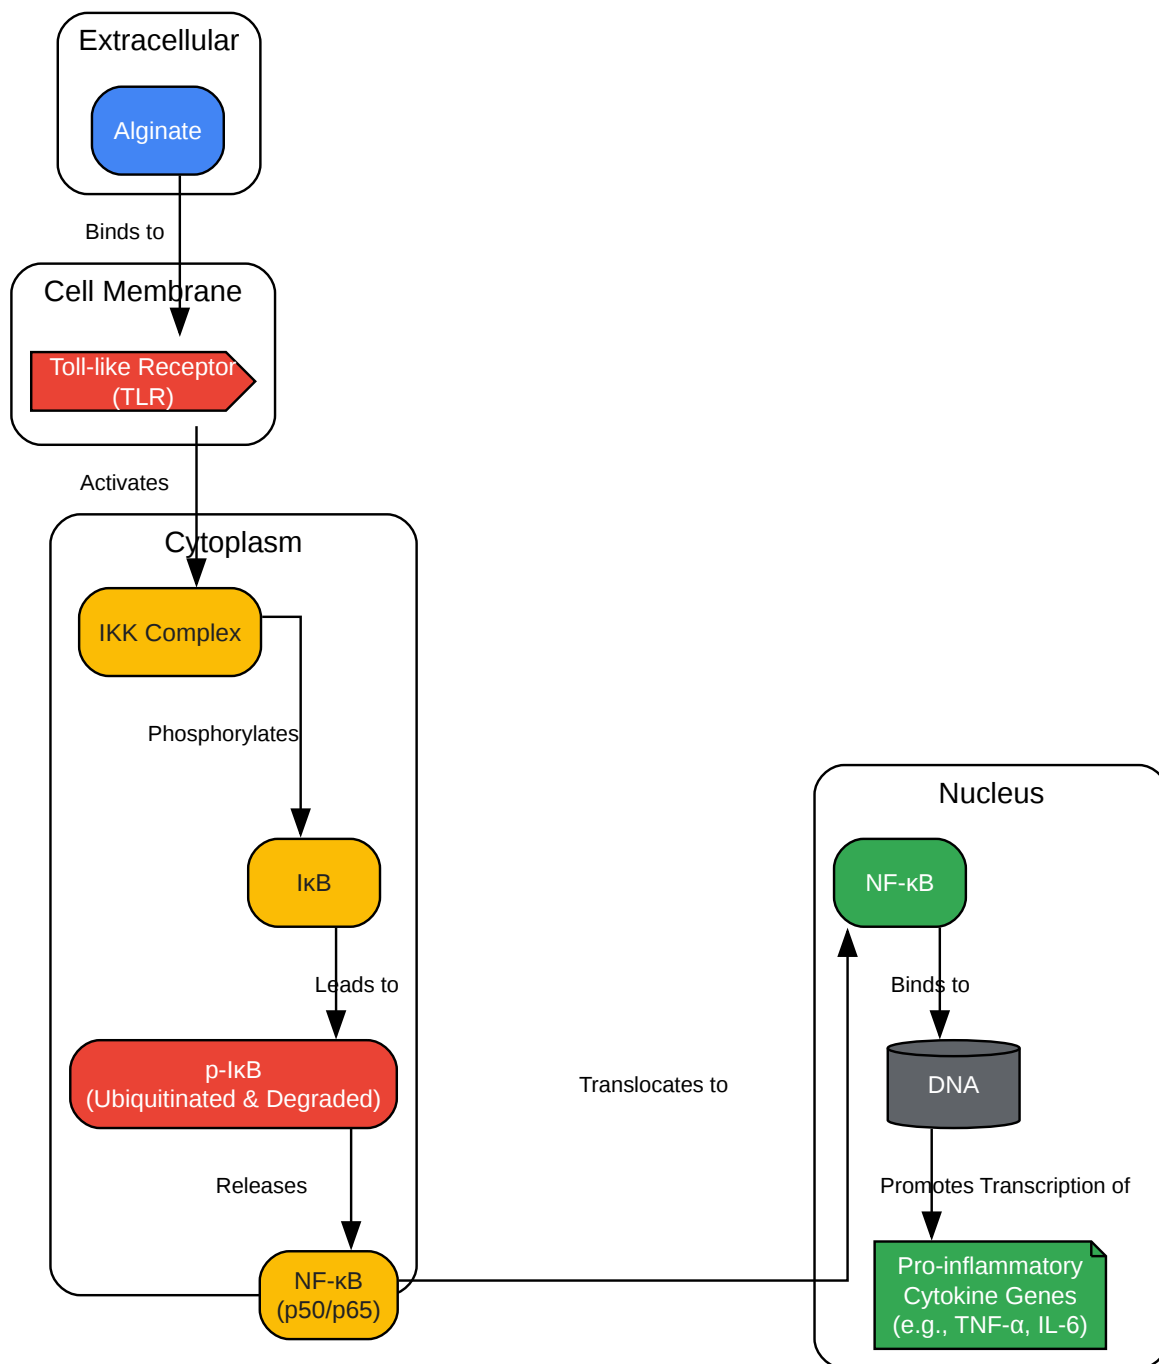 Extracellular
Alginate
Binds to
Cell Membrane
Toll-like Receptor
(TLR)
Activates
Cytoplasm
IKK Complex
Phosphorylates
IκB
Leads to
p-IκB
(Ubiquitinated & Degraded)
Releases
NF-κB
(p50/p65)
Translocates to
Nucleus
NF-κB
Binds to
DNA
Promotes Transcription of
Pro-inflammatory
Cytokine Genes
(e.g., TNF-α, IL-6)